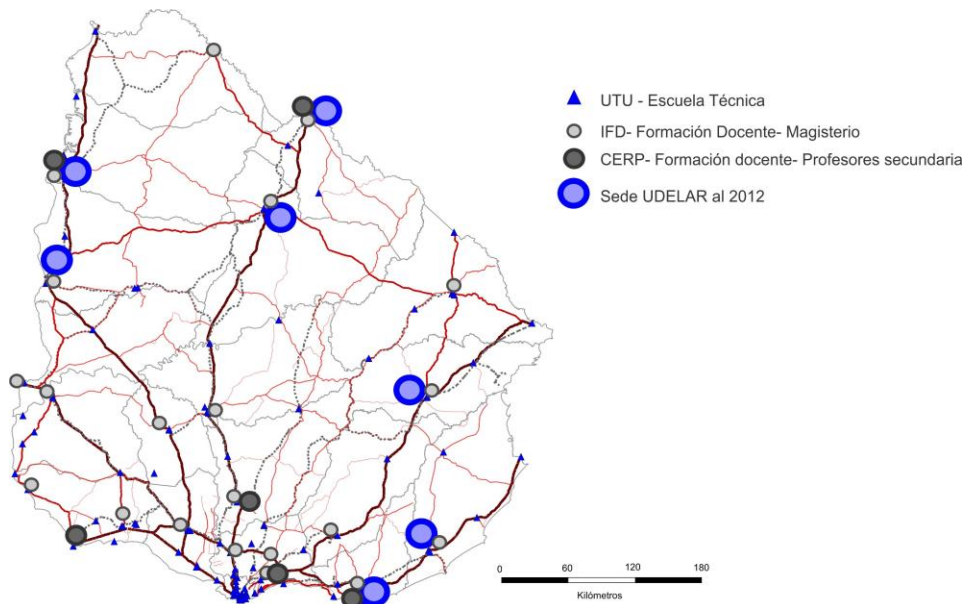 UTU - Escuela Técnica
IFD- Formación Docente- Magisterio
CERP- Formación docente- Profesores secundaria
Sede UDELAR al 2012
0 60 120 180
Kilómetros